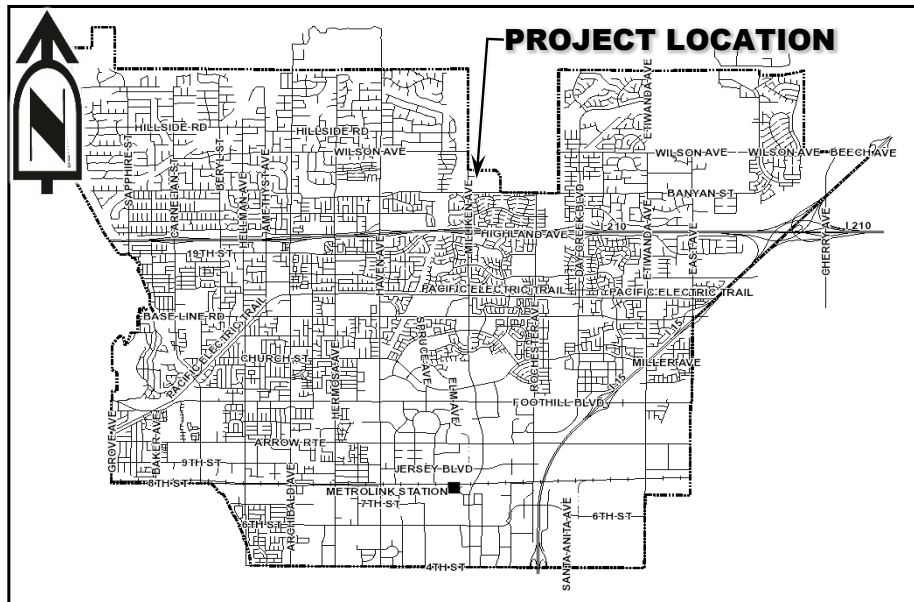 N
PROJECT LOCATION
HILLSIDE RD
HILLSIDE RD
WILSON AVE
WILSON AVE
WILSON AVE
BEECH AVE
SAPPHIRE ST
CARNELIAN ST
BERYL ST
HELLMAN AVE
AMETHYST AVE
HAVEN AVE
MILLIKEN AVE
DAY CREEK BLVD
ETIWANDA AVE
ETIWANDA AVE
EAST AVE
BANYAN ST
CHERRY AVE
HIGHLAND AVE
I-210
I 210
19TH ST
PACIFIC ELECTRIC TRAIL
PACIFIC ELECTRIC TRAIL
PACIFIC ELECTRIC TRAIL
BASE LINE RD
I-15
I-15
CHURCH ST
HERMOSA AVE
SPRUCE AVE
ELM AVE
ROCHESTER AVE
MILLER AVE
FOOTHILL BLVD
GROVE AVE
BAKER AVE
ARROW RTE
9TH ST
8TH ST
JERSEY BLVD
METROLINK STATION
7TH ST
6TH ST
6TH ST
ARCHIBALD AVE
SANTA ANITA AVE
4TH ST